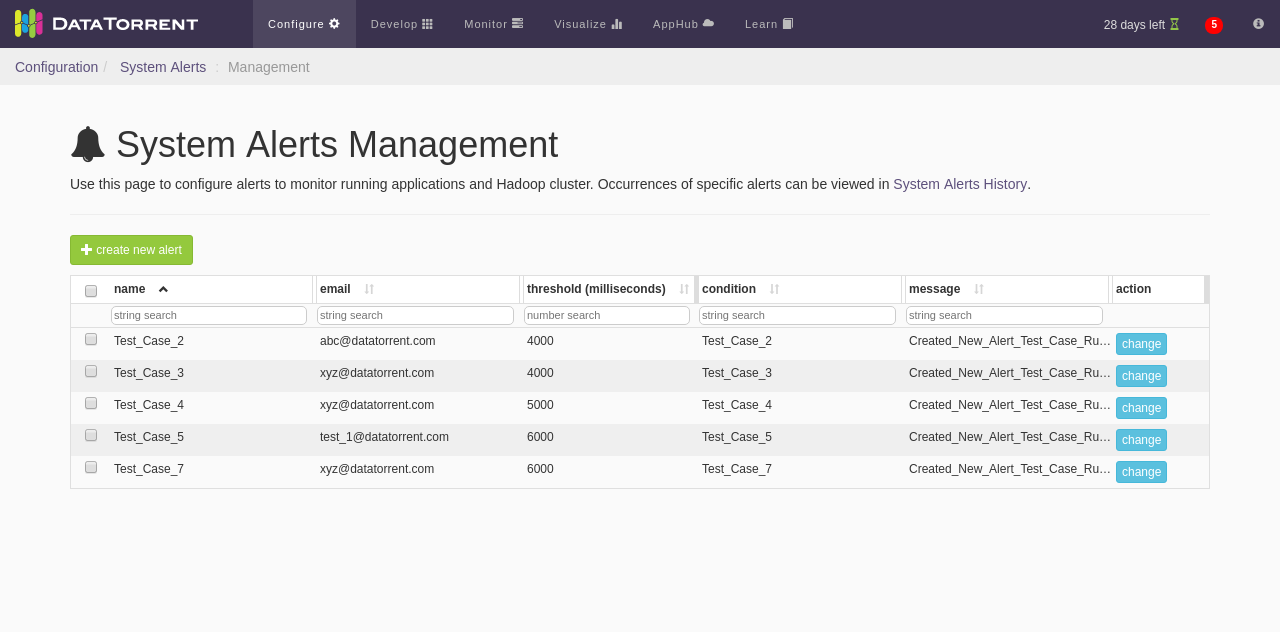 DATATORRENT Configure Develop Monitor Visualize AppHub Learn 28 days left 5
Configuration / System Alerts : Management
System Alerts Management
Use this page to configure alerts to monitor running applications and Hadoop cluster. Occurrences of specific alerts can be viewed in System Alerts History.
create new alert
name email threshold (milliseconds) condition message action
string search string search number search string search string search
Test_Case_2 abc@datatorrent.com 4000 Test_Case_2 Created_New_Alert_Test_Case_Ru… change
Test_Case_3 xyz@datatorrent.com 4000 Test_Case_3 Created_New_Alert_Test_Case_Ru… change
Test_Case_4 xyz@datatorrent.com 5000 Test_Case_4 Created_New_Alert_Test_Case_Ru… change
Test_Case_5 test_1@datatorrent.com 6000 Test_Case_5 Created_New_Alert_Test_Case_Ru… change
Test_Case_7 xyz@datatorrent.com 6000 Test_Case_7 Created_New_Alert_Test_Case_Ru… change